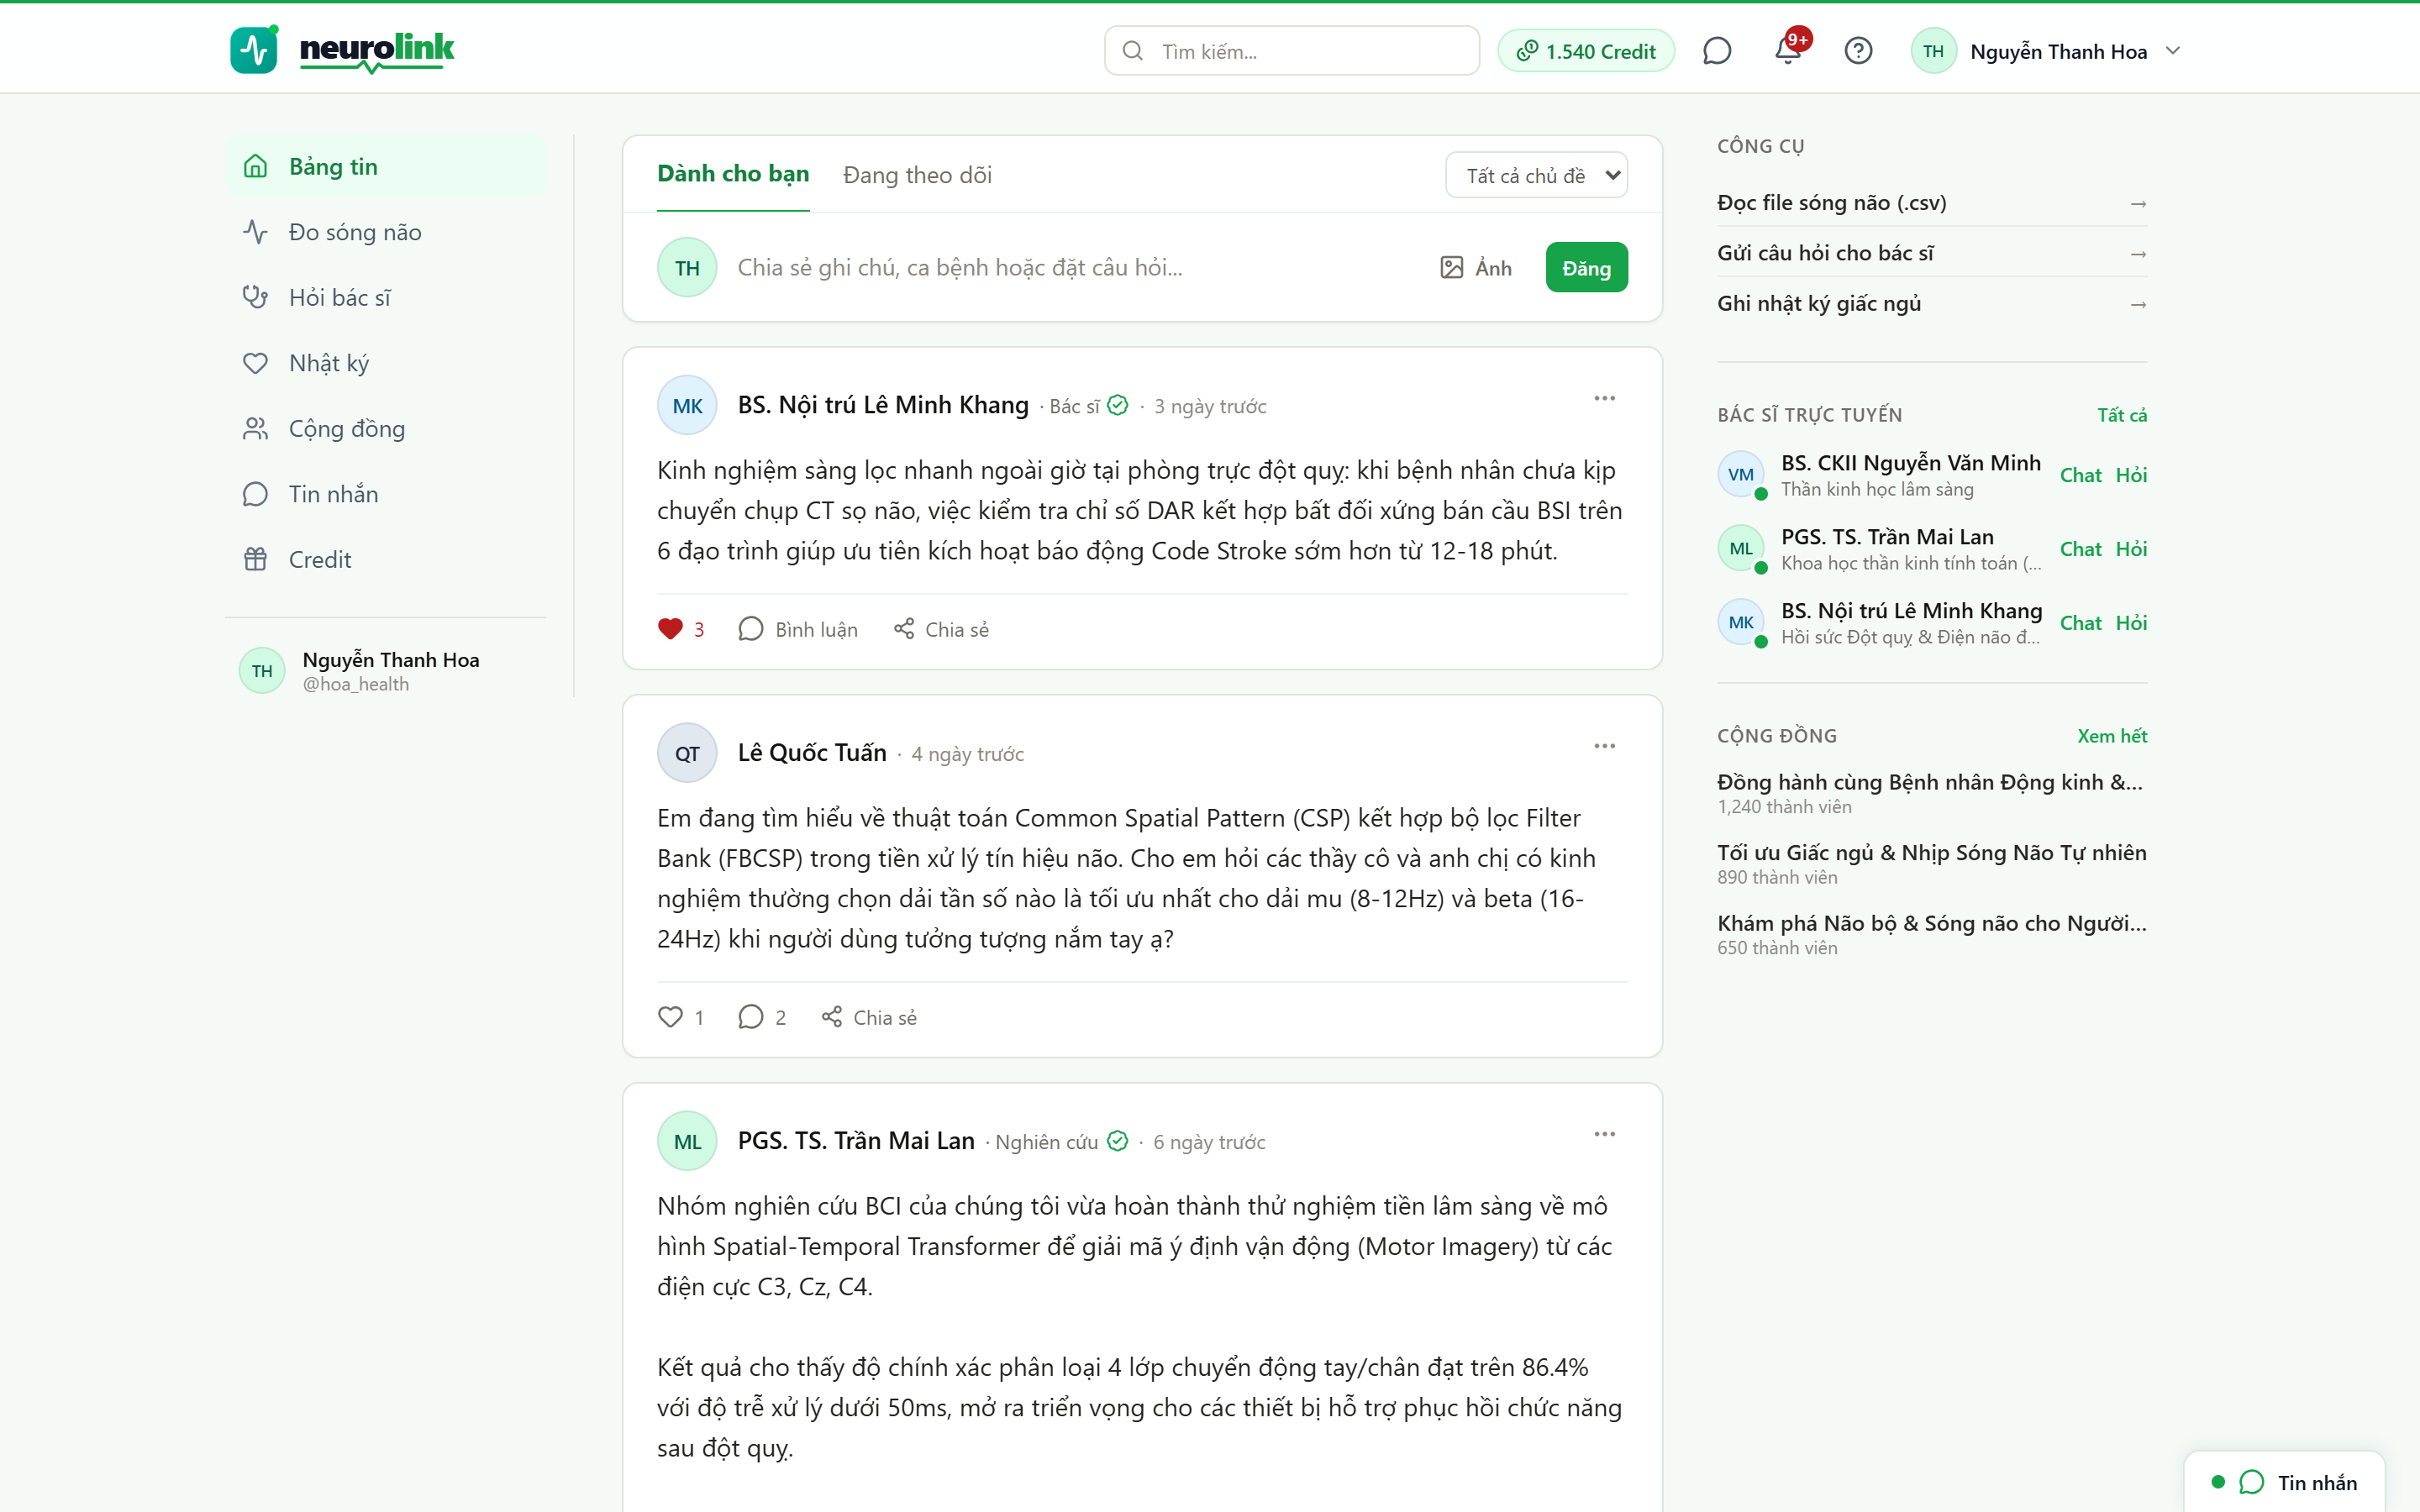 neurolink
Tìm kiếm...
1.540 Credit
9+
TH
Nguyễn Thanh Hoa
Bảng tin
Đo sóng não
Hỏi bác sĩ
Nhật ký
Cộng đồng
Tin nhắn
Credit
TH
Nguyễn Thanh Hoa
@hoa_health
Dành cho bạn
Đang theo dõi
Tất cả chủ đề
TH
Chia sẻ ghi chú, ca bệnh hoặc đặt câu hỏi...
Ảnh
Đăng
MK
BS. Nội trú Lê Minh Khang · Bác sĩ · 3 ngày trước
Kinh nghiệm sàng lọc nhanh ngoài giờ tại phòng trực đột quỵ: khi bệnh nhân chưa kịp
chuyển chụp CT sọ não, việc kiểm tra chỉ số DAR kết hợp bất đối xứng bán cầu BSI trên
6 đạo trình giúp ưu tiên kích hoạt báo động Code Stroke sớm hơn từ 12-18 phút.
3
Bình luận
Chia sẻ
QT
Lê Quốc Tuấn · 4 ngày trước
Em đang tìm hiểu về thuật toán Common Spatial Pattern (CSP) kết hợp bộ lọc Filter
Bank (FBCSP) trong tiền xử lý tín hiệu não. Cho em hỏi các thầy cô và anh chị có kinh
nghiệm thường chọn dải tần số nào là tối ưu nhất cho dải mu (8-12Hz) và beta (16-
24Hz) khi người dùng tưởng tượng nắm tay ạ?
1
2
Chia sẻ
ML
PGS. TS. Trần Mai Lan · Nghiên cứu · 6 ngày trước
Nhóm nghiên cứu BCI của chúng tôi vừa hoàn thành thử nghiệm tiền lâm sàng về mô
hình Spatial-Temporal Transformer để giải mã ý định vận động (Motor Imagery) từ các
điện cực C3, Cz, C4.
Kết quả cho thấy độ chính xác phân loại 4 lớp chuyển động tay/chân đạt trên 86.4%
với độ trễ xử lý dưới 50ms, mở ra triển vọng cho các thiết bị hỗ trợ phục hồi chức năng
sau đột quỵ.
CÔNG CỤ
Đọc file sóng não (.csv) →
Gửi câu hỏi cho bác sĩ →
Ghi nhật ký giấc ngủ →
BÁC SĨ TRỰC TUYẾN
Tất cả
VM
BS. CKII Nguyễn Văn Minh
Thần kinh học lâm sàng
Chat Hỏi
ML
PGS. TS. Trần Mai Lan
Khoa học thần kinh tính toán (...
Chat Hỏi
MK
BS. Nội trú Lê Minh Khang
Hồi sức Đột quỵ & Điện não đ...
Chat Hỏi
CỘNG ĐỒNG
Xem hết
Đồng hành cùng Bệnh nhân Động kinh &...
1,240 thành viên
Tối ưu Giấc ngủ & Nhịp Sóng Não Tự nhiên
890 thành viên
Khám phá Não bộ & Sóng não cho Người...
650 thành viên
Tin nhắn